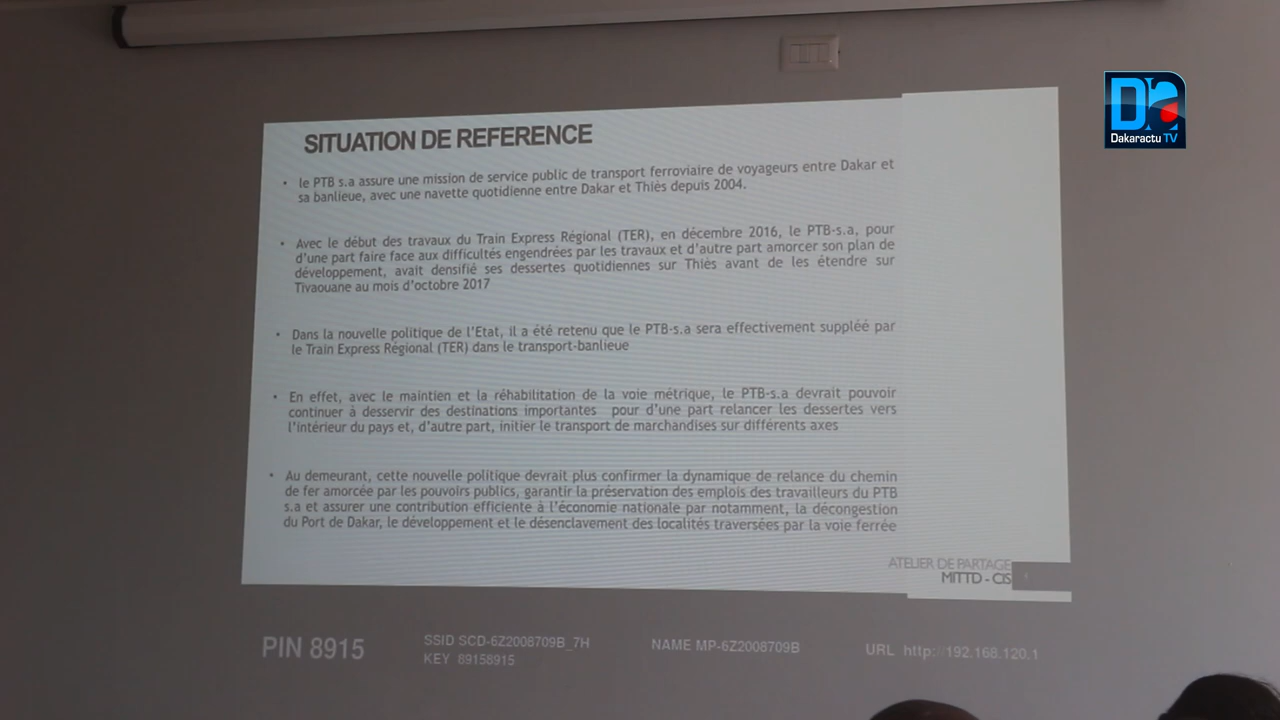 Dakaractu TV
SITUATION DE REFERENCE
• le PTB s.a assure une mission de service public de transport ferroviaire de voyageurs entre Dakar et
sa banlieue, avec une navette quotidienne entre Dakar et Thiès depuis 2004.
• Avec le début des travaux du Train Express Régional (TER), en décembre 2016, le PTB-s.a, pour
d'une part faire face aux difficultés engendrées par les travaux et d'autre part amorcer son plan de
développement, avait densifié ses dessertes quotidiennes sur Thiès avant de les étendre sur
Tivaouane au mois d'octobre 2017
• Dans la nouvelle politique de l'Etat, il a été retenu que le PTB-s.a sera effectivement suppléé par
le Train Express Régional (TER) dans le transport-banlieue
• En effet, avec le maintien et la réhabilitation de la voie métrique, le PTB-s.a devrait pouvoir
continuer à desservir des destinations importantes pour d'une part relancer les dessertes vers
l'intérieur du pays et, d'autre part, initier le transport de marchandises sur différents axes
• Au demeurant, cette nouvelle politique devrait plus confirmer la dynamique de relance du chemin
de fer amorcée par les pouvoirs publics, garantir la préservation des emplois des travailleurs du PTB
s.a et assurer une contribution efficiente à l'économie nationale par notamment, la décongestion
du Port de Dakar, le développement et le désenclavement des localités traversées par la voie ferrée
ATELIER DE PARTAGE
MITTD - CIS
PIN 8915
SSID SCD-6Z2008709B_7H
KEY 89158915
NAME MP-6Z2008709B
URL http://192.168.120.1